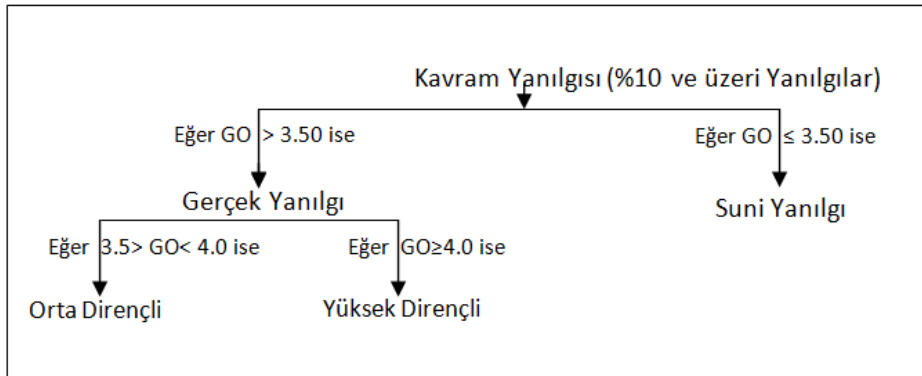 Kavram Yanılgısı (%10 ve üzeri Yanılgılar)
Eğer GO > 3.50 ise
Eğer GO ≤ 3.50 ise
Gerçek Yanılgı
Suni Yanılgı
Eğer 3.5> GO< 4.0 ise
Eğer GO≥4.0 ise
Orta Dirençli
Yüksek Dirençli